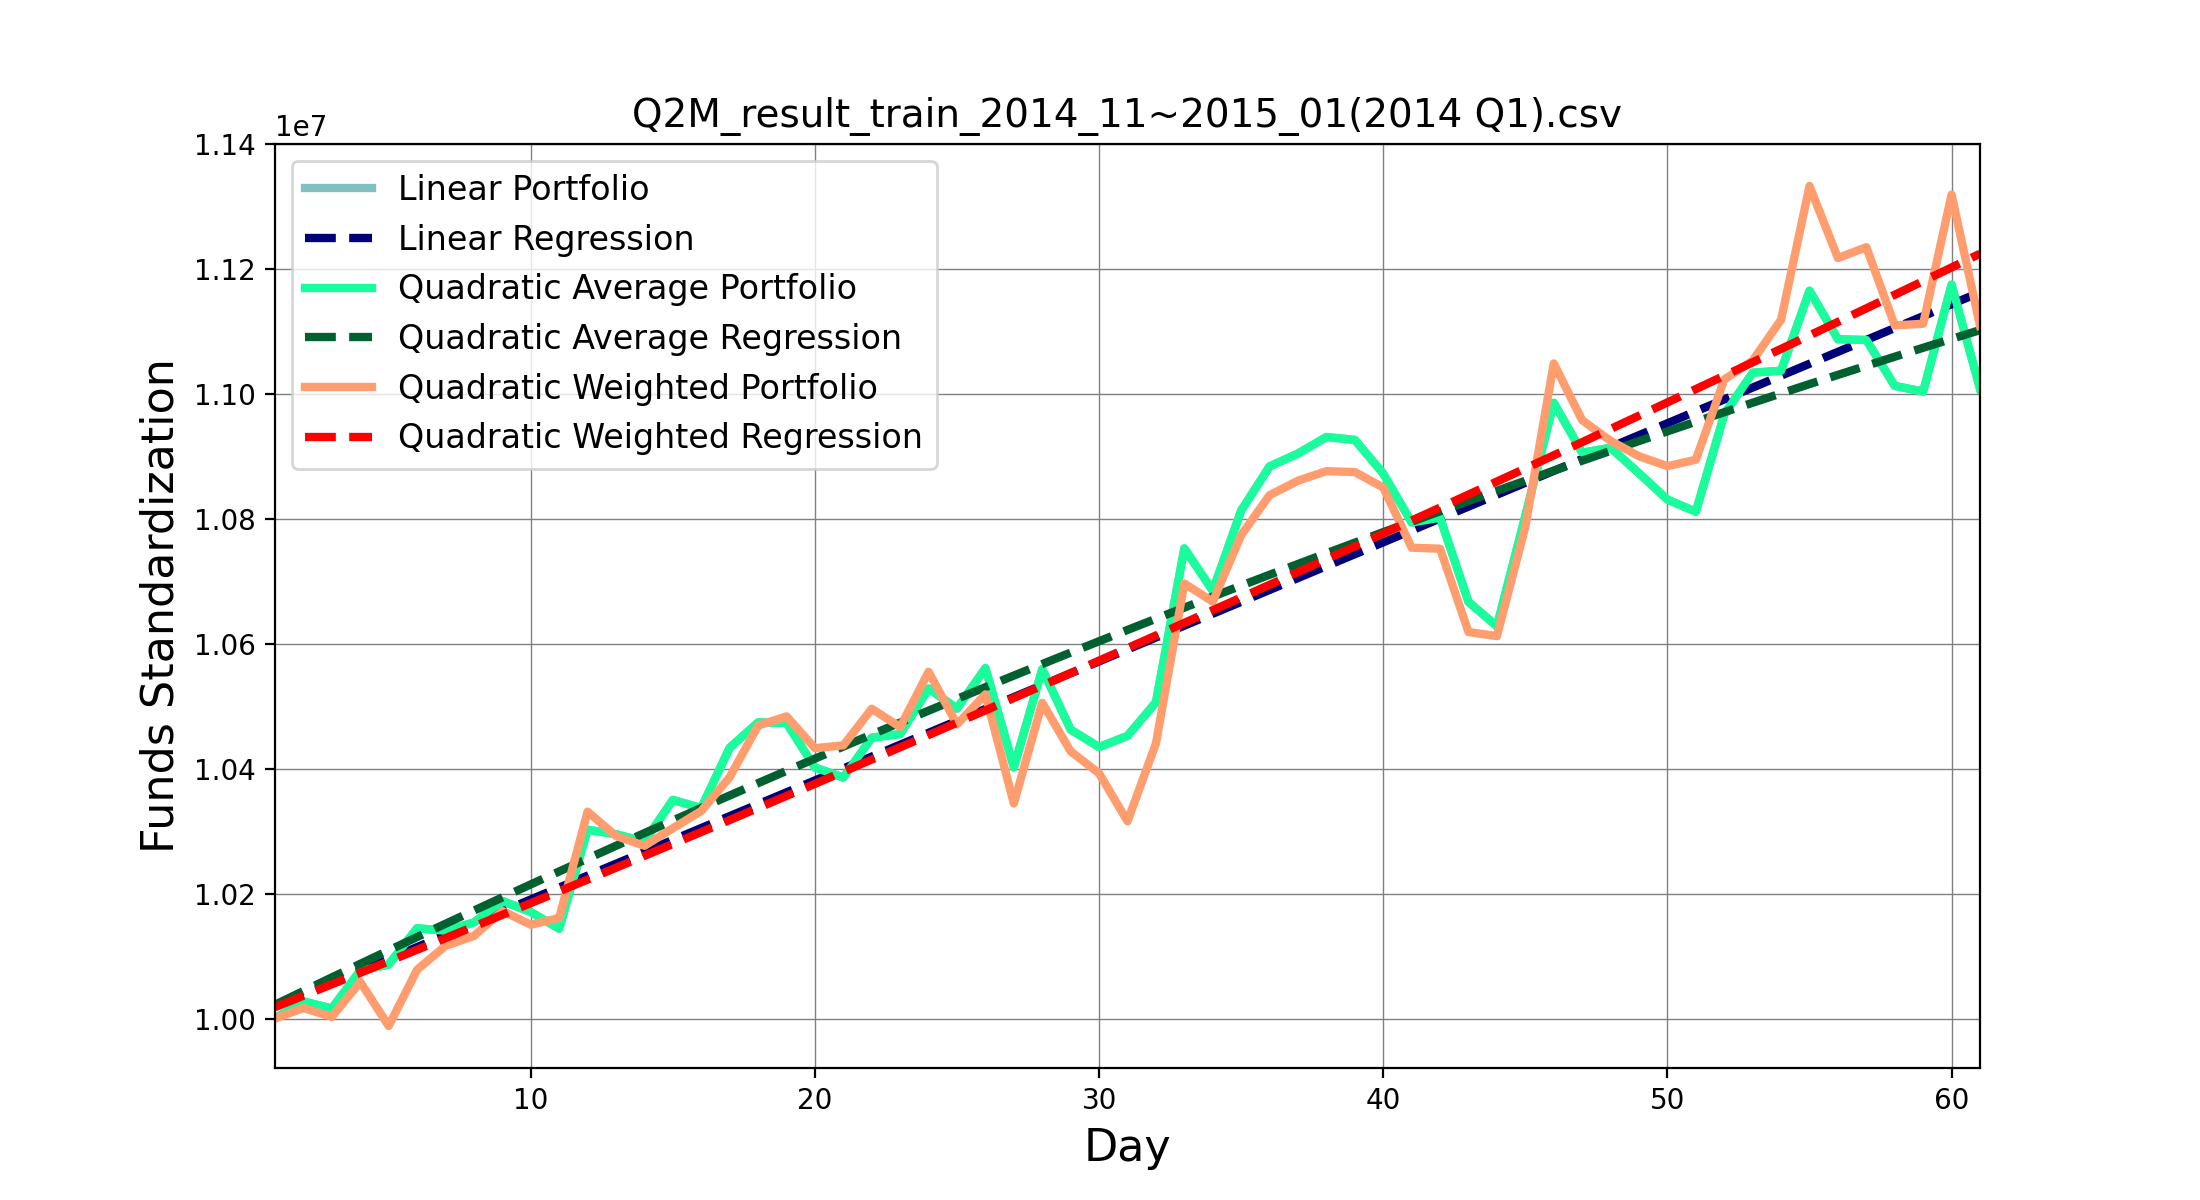 Q2M_result_train_2014_11~2015_01(2014 Q1).csv
1e7
1.14
1.12
1.10
1.08
1.06
1.04
1.02
1.00
Funds Standardization
Linear Portfolio
Linear Regression
Quadratic Average Portfolio
Quadratic Average Regression
Quadratic Weighted Portfolio
Quadratic Weighted Regression
10 20 30 40 50 60
Day